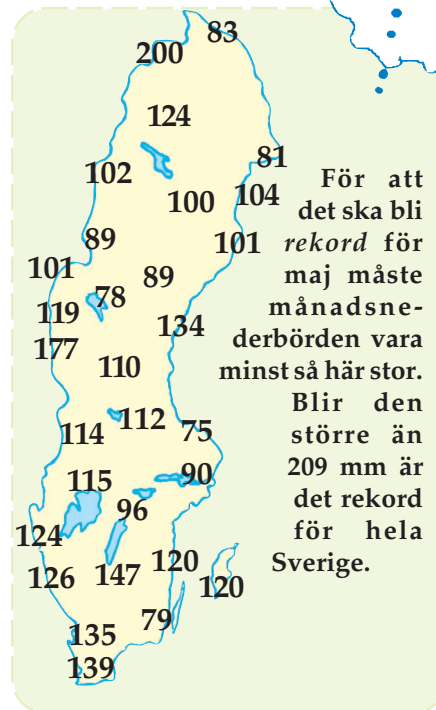 83
200
124
81
102
100 104
89
101
101
89
78
119
134
177
110
112
114
75
115
90
96
124
120
126 147
120
79
135
139
För att
det ska bli
rekord för
maj måste
månadsne-
derbörden vara
minst så här stor.
Blir den
större än
209 mm är
det rekord
för hela
Sverige.